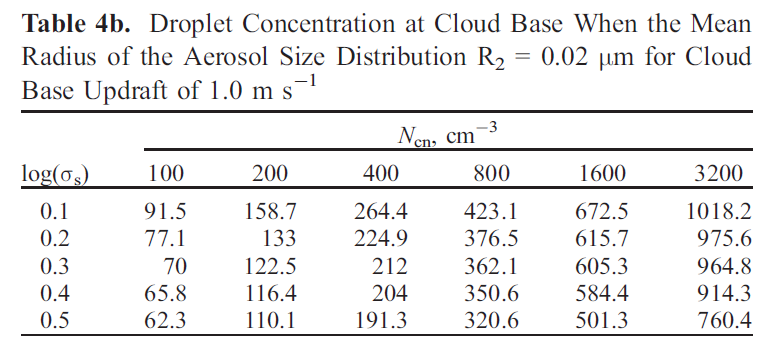 Table 4b. Droplet Concentration at Cloud Base When the Mean
Radius of the Aerosol Size Distribution R₂ = 0.02 μm for Cloud
Base Updraft of 1.0 m s⁻¹
Ncn, cm⁻³
log(σs) 100 200 400 800 1600 3200
0.1 91.5 158.7 264.4 423.1 672.5 1018.2
0.2 77.1 133 224.9 376.5 615.7 975.6
0.3 70 122.5 212 362.1 605.3 964.8
0.4 65.8 116.4 204 350.6 584.4 914.3
0.5 62.3 110.1 191.3 320.6 501.3 760.4